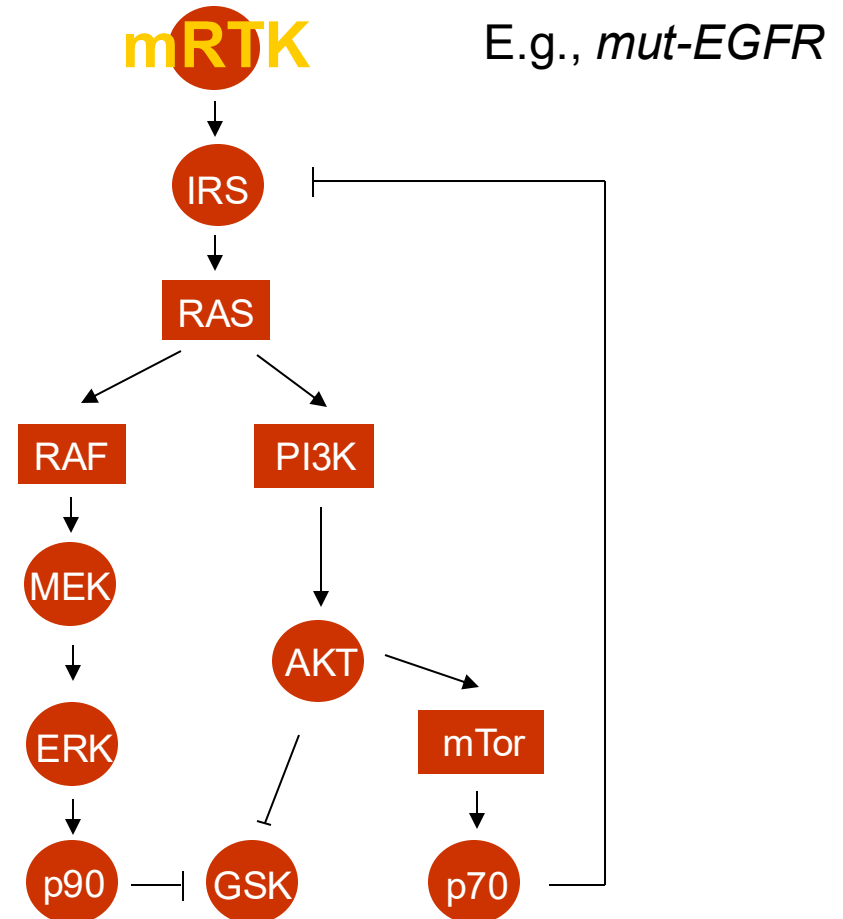 mRTK
E.g., mut-EGFR
IRS
RAS
RAF
PI3K
MEK
AKT
ERK
mTor
p90
GSK
p70